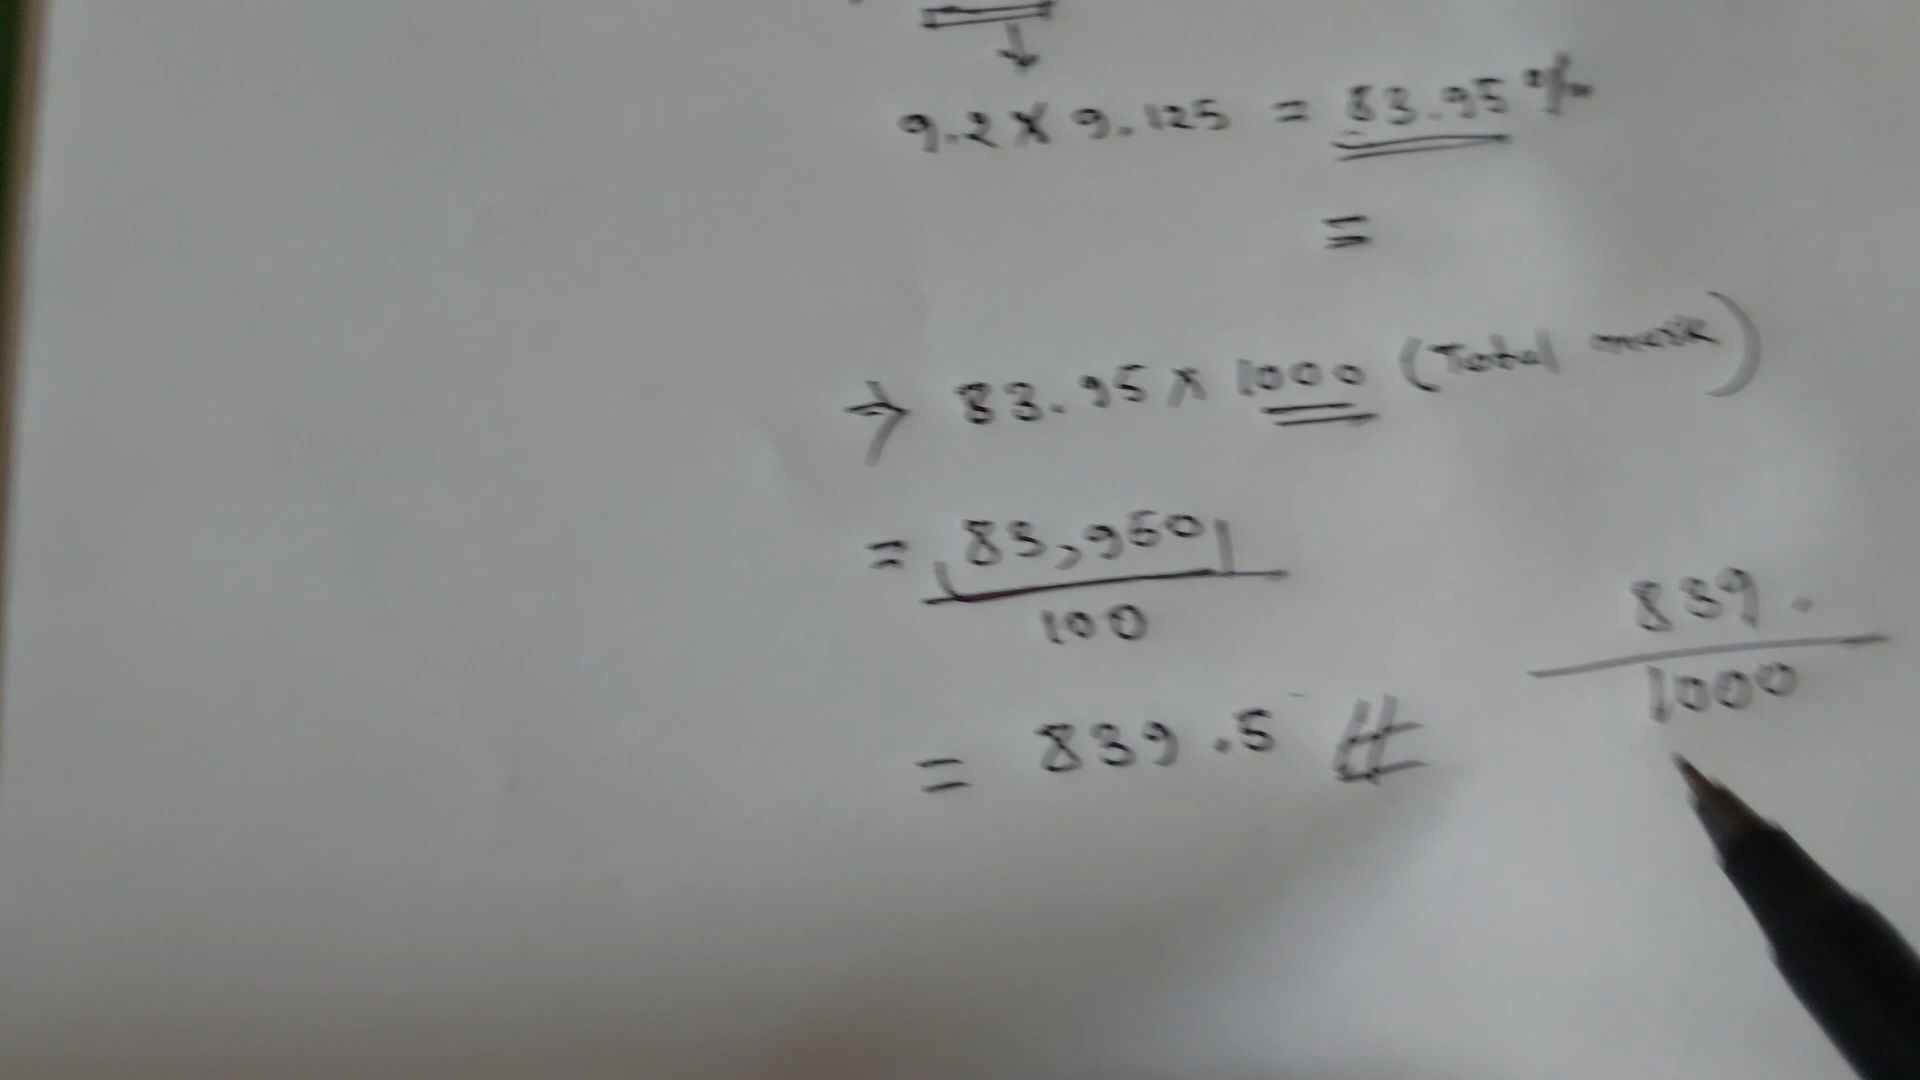 9.2 x 9.125 = 83.95 %
=
→ 83.95 x 1000 (Total mark)
= 83,950
100
= 839.5 #
839.
1000